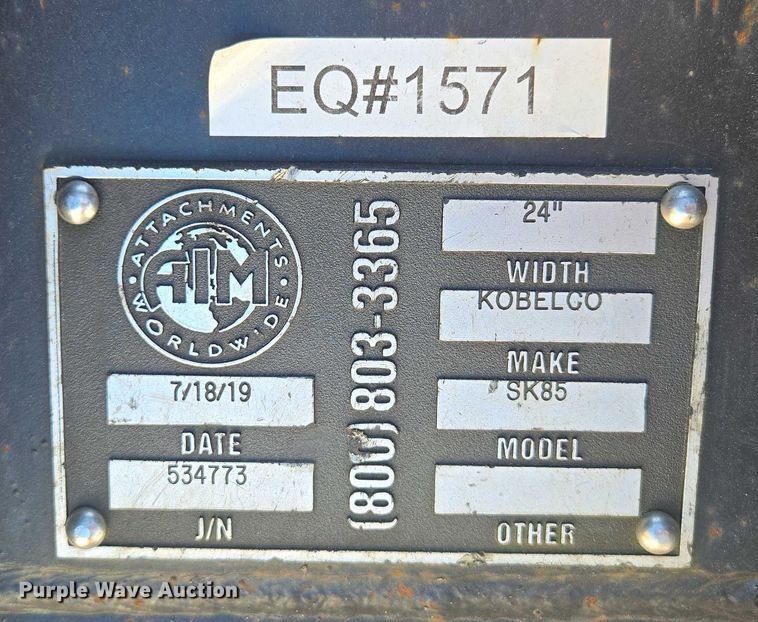 EQ#1571
ATTACHMENTS WORLDWIDE
AIM
(800) 803-3365
24"
WIDTH
KOBELCO
MAKE
SK85
MODEL
OTHER
7/18/19
DATE
534773
J/N
Purple Wave Auction